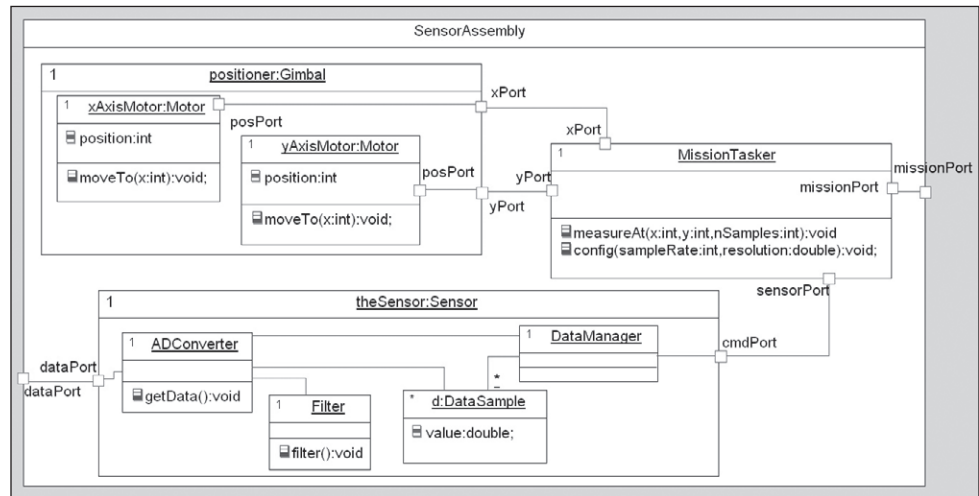 SensorAssembly
1
positioner:Gimbal
1
xAxisMotor:Motor
position:int
moveTo(x:int):void;
posPort
xPort
1
yAxisMotor:Motor
position:int
moveTo(x:int):void;
posPort
yPort
xPort
yPort
1
MissionTasker
missionPort
missionPort
measureAt(x:int,y:int,nSamples:int):void
config(sampleRate:int,resolution:double):void;
sensorPort
1
theSensor:Sensor
1
ADConverter
getData():void
dataPort
dataPort
1
DataManager
cmdPort
*
1
Filter
filter():void
*
d:DataSample
value:double;